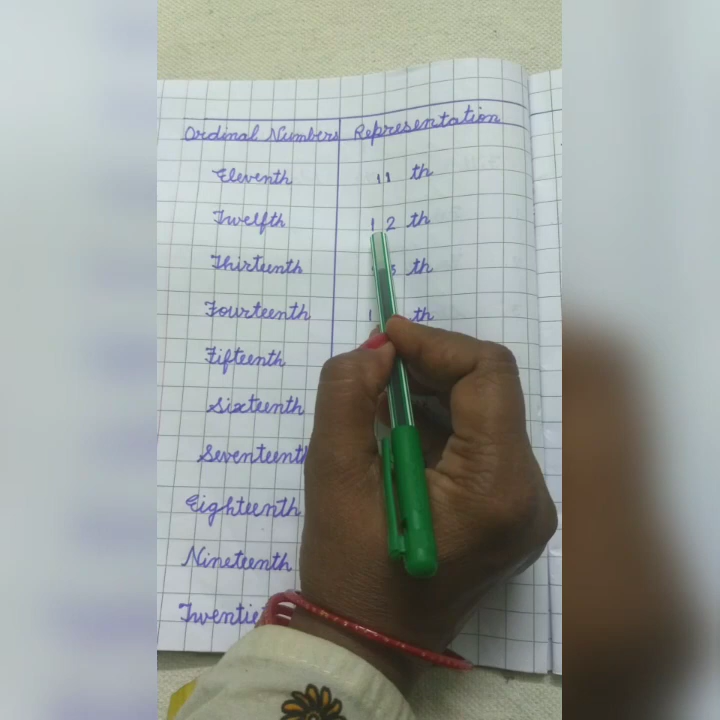 Ordinal Numbers Representation
Eleventh 11 th
Twelfth 12 th
Thirteenth th
Fourteenth th
Fifteenth
Sixteenth
Seventeenth
Eighteenth
Nineteenth